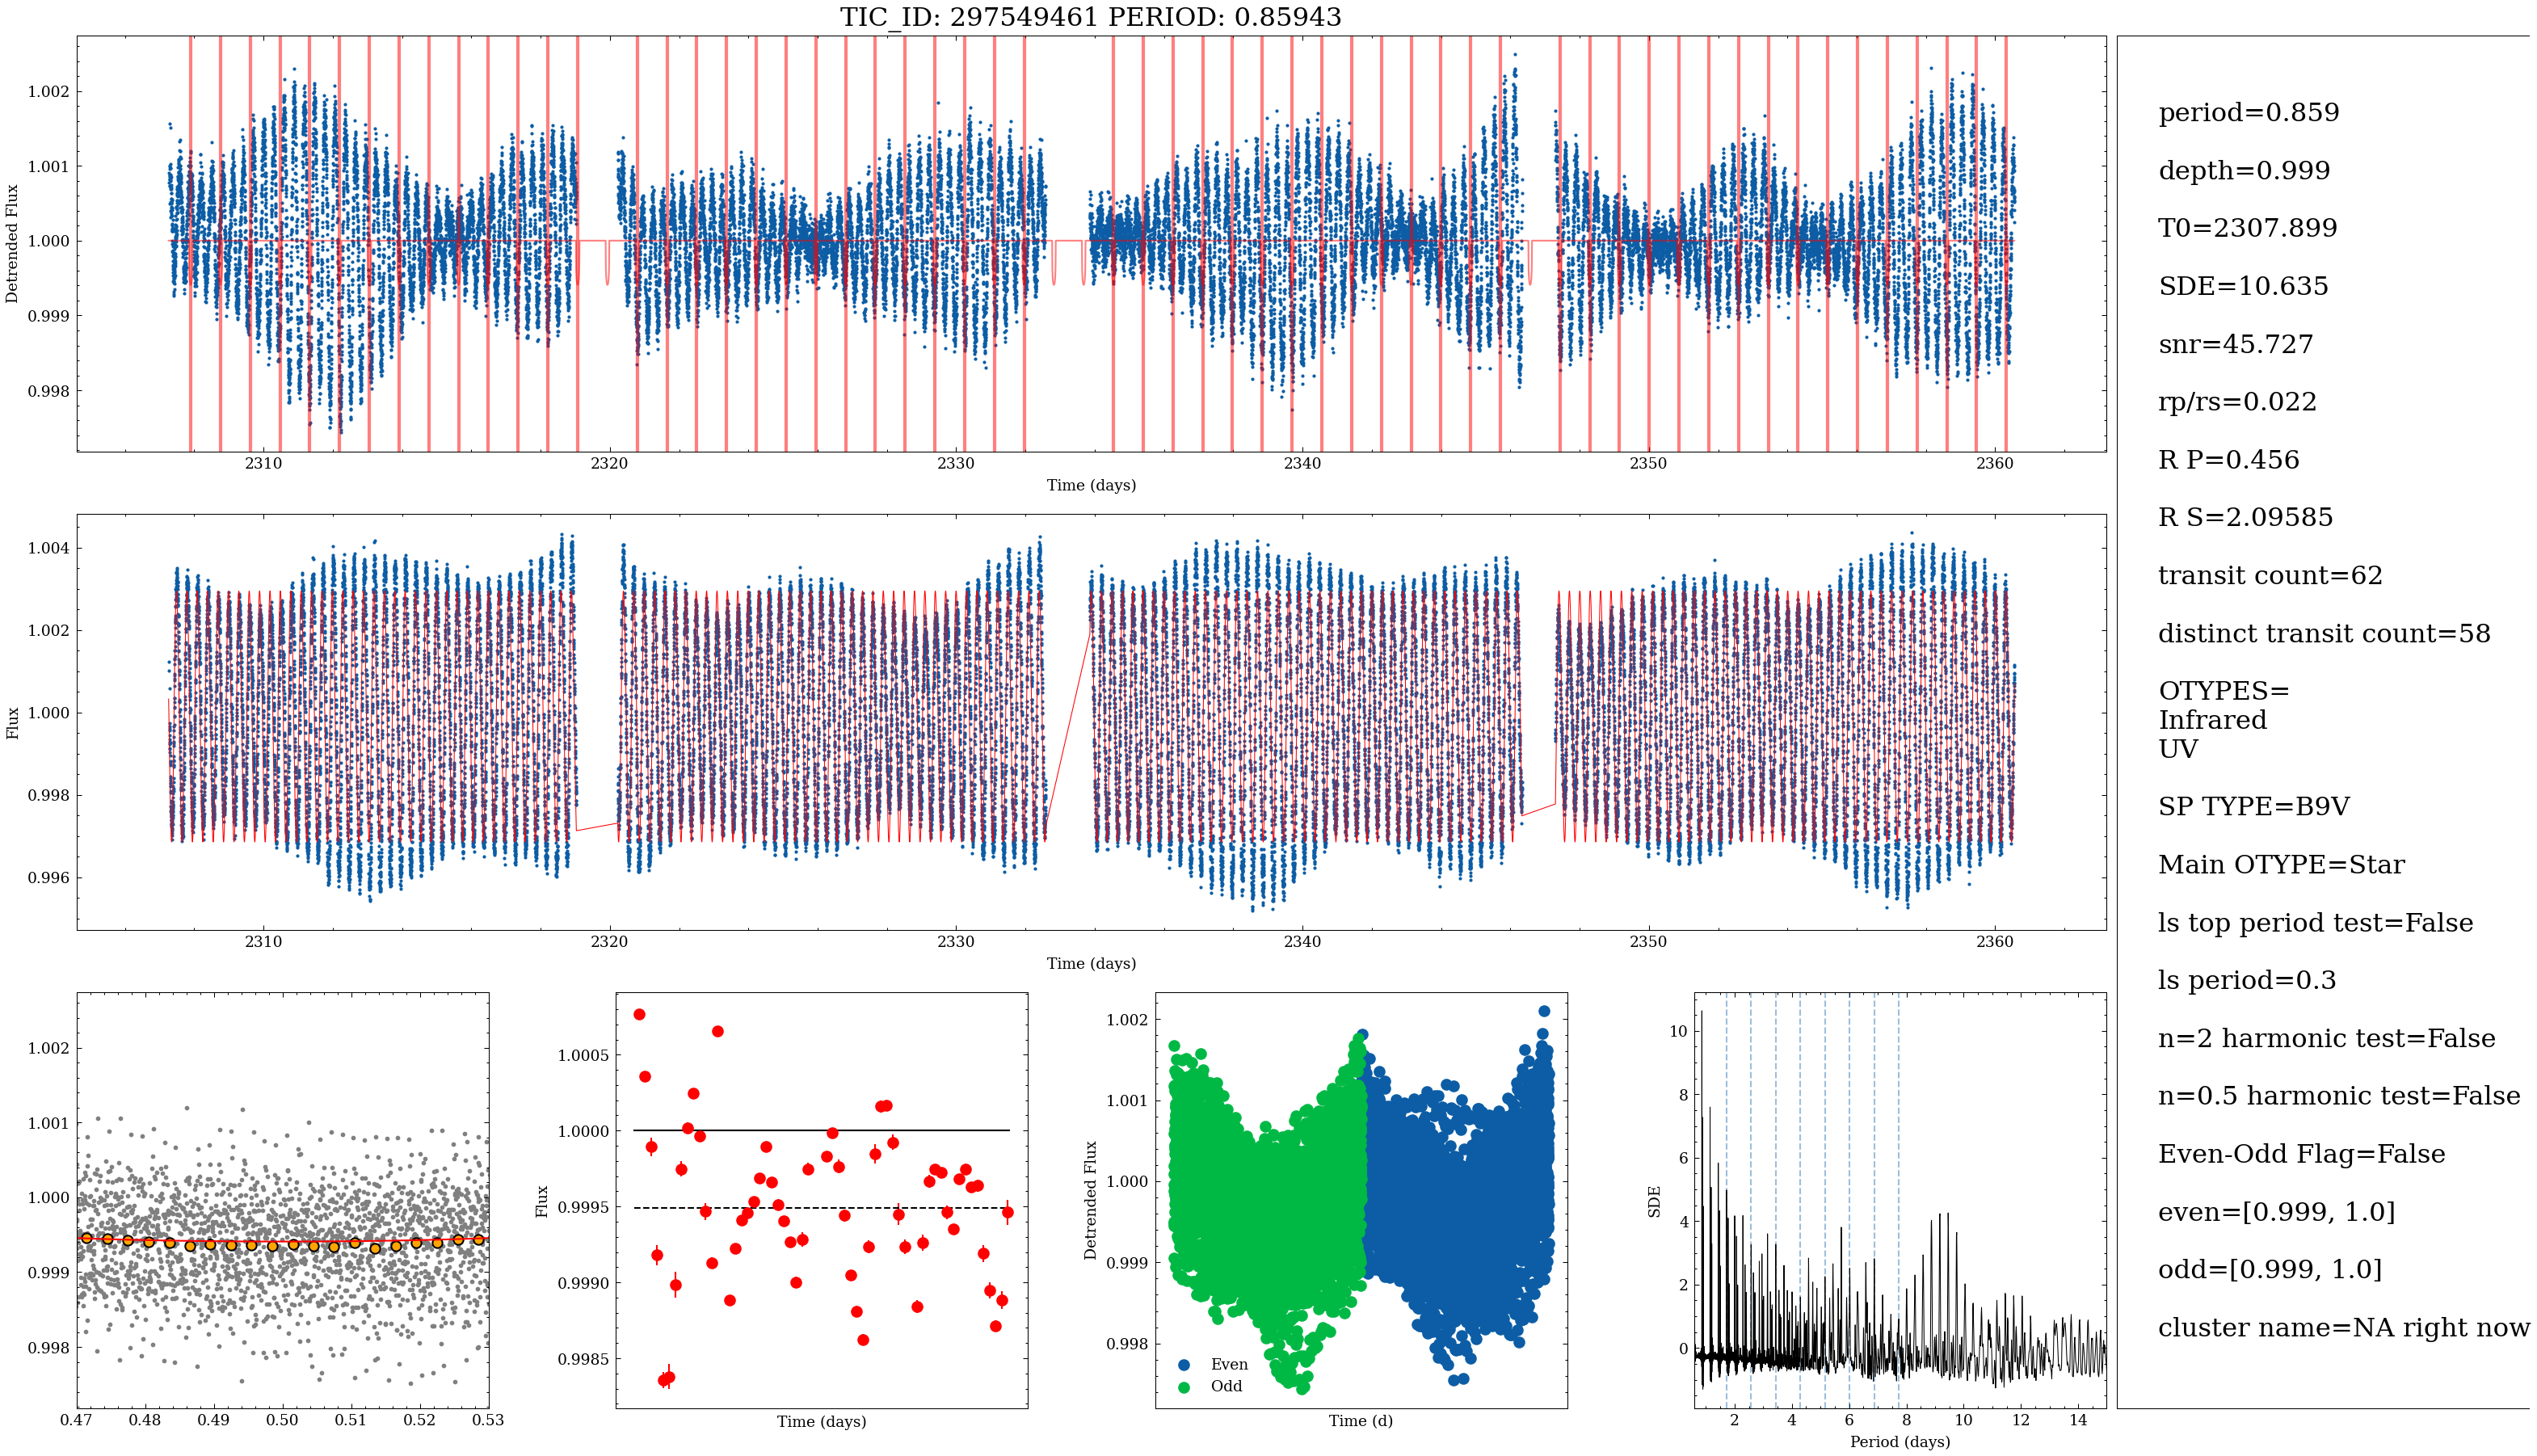 TIC_ID: 297549461 PERIOD: 0.85943
1.002
1.001
1.000
0.999
0.998
Detrended Flux
2310
2320
2330
2340
2350
2360
Time (days)
1.004
1.002
1.000
0.998
0.996
Flux
2310
2320
2330
2340
2350
2360
Time (days)
1.002
1.001
1.000
0.999
0.998
0.47
0.48
0.49
0.50
0.51
0.52
0.53
1.0005
1.0000
0.9995
0.9990
0.9985
Flux
Time (days)
1.002
1.001
1.000
0.999
0.998
Detrended Flux
Even
Odd
Time (d)
10
8
6
4
2
0
SDE
2
4
6
8
10
12
14
Period (days)
period=0.859
depth=0.999
T0=2307.899
SDE=10.635
snr=45.727
rp/rs=0.022
R P=0.456
R S=2.09585
transit count=62
distinct transit count=58
OTYPES=
Infrared
UV
SP TYPE=B9V
Main OTYPE=Star
ls top period test=False
ls period=0.3
n=2 harmonic test=False
n=0.5 harmonic test=False
Even-Odd Flag=False
even=[0.999, 1.0]
odd=[0.999, 1.0]
cluster name=NA right now